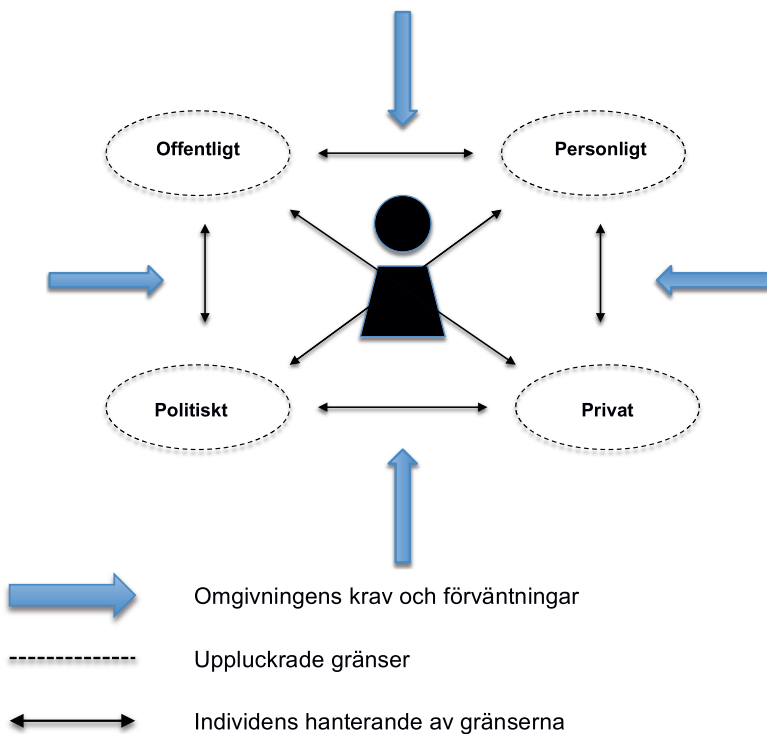 Offentligt
Personligt
Politiskt
Privat
Omgivningens krav och förväntningar
Uppluckrade gränser
Individens hanterande av gränserna